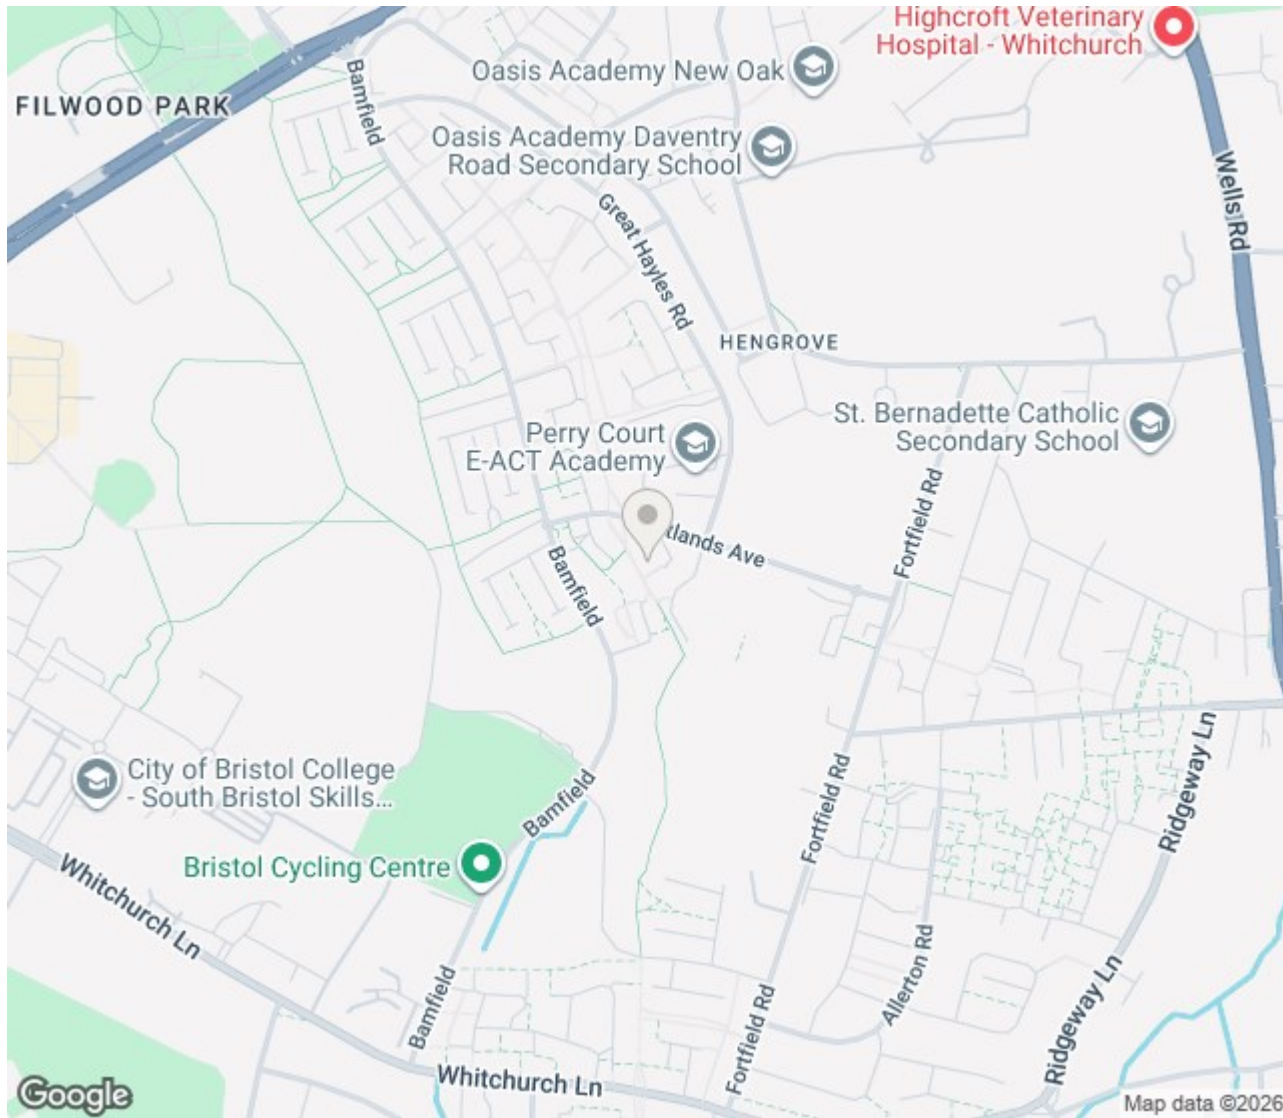 Highcroft Veterinary
Hospital - Whitchurch
Oasis Academy New Oak
Bamfield
FILWOOD PARK
Oasis Academy Daventry
Road Secondary School
Wells Rd
Great Hayles Rd
HENGROVE
St. Bernadette Catholic
Secondary School
Perry Court
E-ACT Academy
Fortfield Rd
tlands Ave
Bamfield
Ridgeway Ln
City of Bristol College
- South Bristol Skills...
Bamfield
Fortfield Rd
Bristol Cycling Centre
Whitchurch Ln
Allerton Rd
Bamfield
Ridgeway Ln
Fortfield Rd
Whitchurch Ln
Google
Map data ©2026